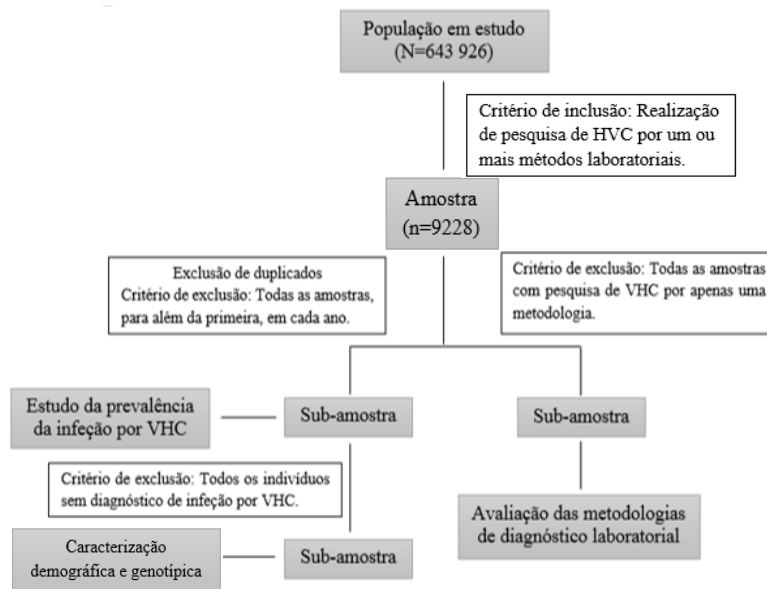 População em estudo
(N=643 926)
Critério de inclusão: Realização
de pesquisa de HVC por um ou
mais métodos laboratoriais.
Amostra
(n=9228)
Exclusão de duplicados
Critério de exclusão: Todas as amostras,
para além da primeira, em cada ano.
Critério de exclusão: Todas as amostras
com pesquisa de VHC por apenas uma
metodologia.
Estudo da prevalência
da infeção por VHC
Sub-amostra
Sub-amostra
Critério de exclusão: Todos os indivíduos
sem diagnóstico de infeção por VHC.
Avaliação das metodologias
de diagnóstico laboratorial
Caracterização
demográfica e genotípica
Sub-amostra